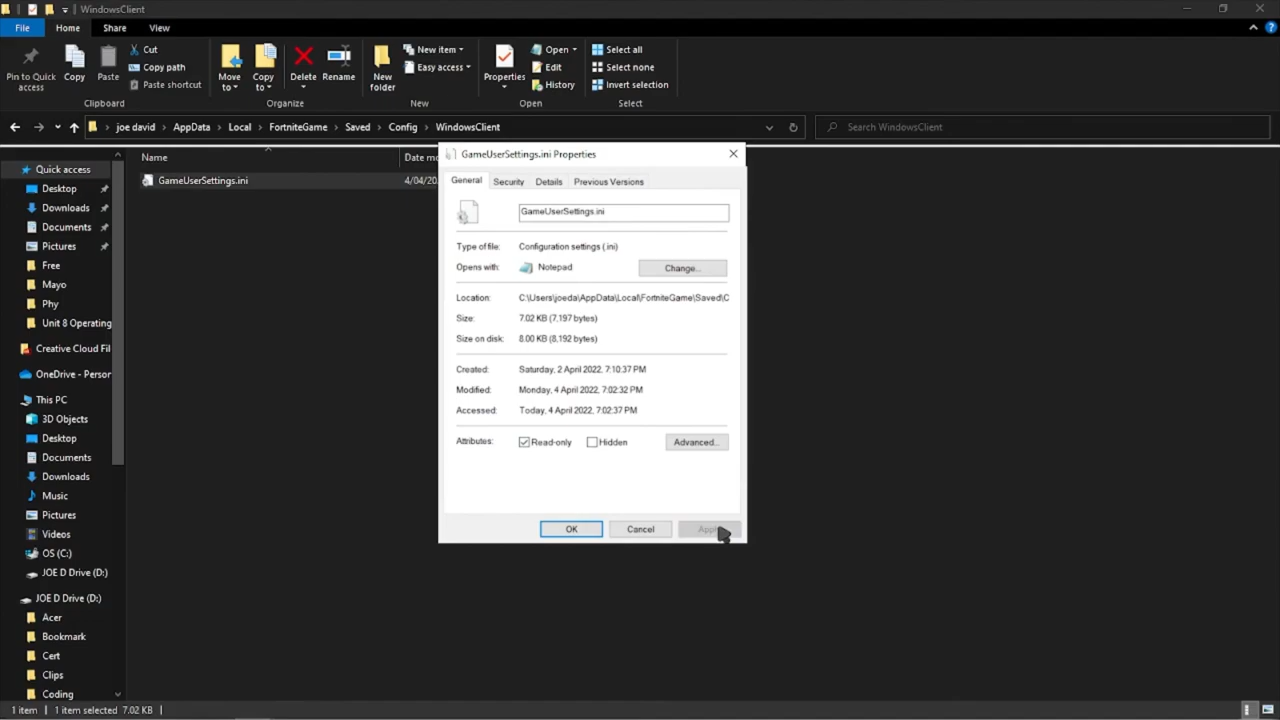 WindowsClient
File Home Share View
Pin to Quick access
Copy
Paste
Cut
Copy path
Paste shortcut
Clipboard
Move to
Copy to
Delete
Rename
Organize
New folder
New item
Easy access
New
Properties
Open
Edit
History
Open
Select all
Select none
Invert selection
Select
joe david AppData Local FortniteGame Saved Config WindowsClient
Search WindowsClient
Name
GameUserSettings.ini 4/04/20
Quick access
Desktop
Downloads
Documents
Pictures
Free
Mayo
Phy
Unit 8 Operating
Creative Cloud Fil
OneDrive - Person
This PC
3D Objects
Desktop
Documents
Downloads
Music
Pictures
Videos
OS (C:)
JOE D Drive (D:)
JOE D Drive (D:)
Acer
Bookmark
Cert
Clips
Coding
GameUserSettings.ini Properties
General Security Details Previous Versions
GameUserSettings.ini
Type of file: Configuration settings (.ini)
Opens with: Notepad Change...
Location: C:\Users\joeda\AppData\Local\FortniteGame\Saved\C
Size: 7.02 KB (7,197 bytes)
Size on disk: 8.00 KB (8,192 bytes)
Created: Saturday, 2 April 2022, 7:10:37 PM
Modified: Monday, 4 April 2022, 7:02:32 PM
Accessed: Today, 4 April 2022, 7:02:37 PM
Attributes: Read-only Hidden Advanced...
OK Cancel
1 item 1 item selected 7.02 KB